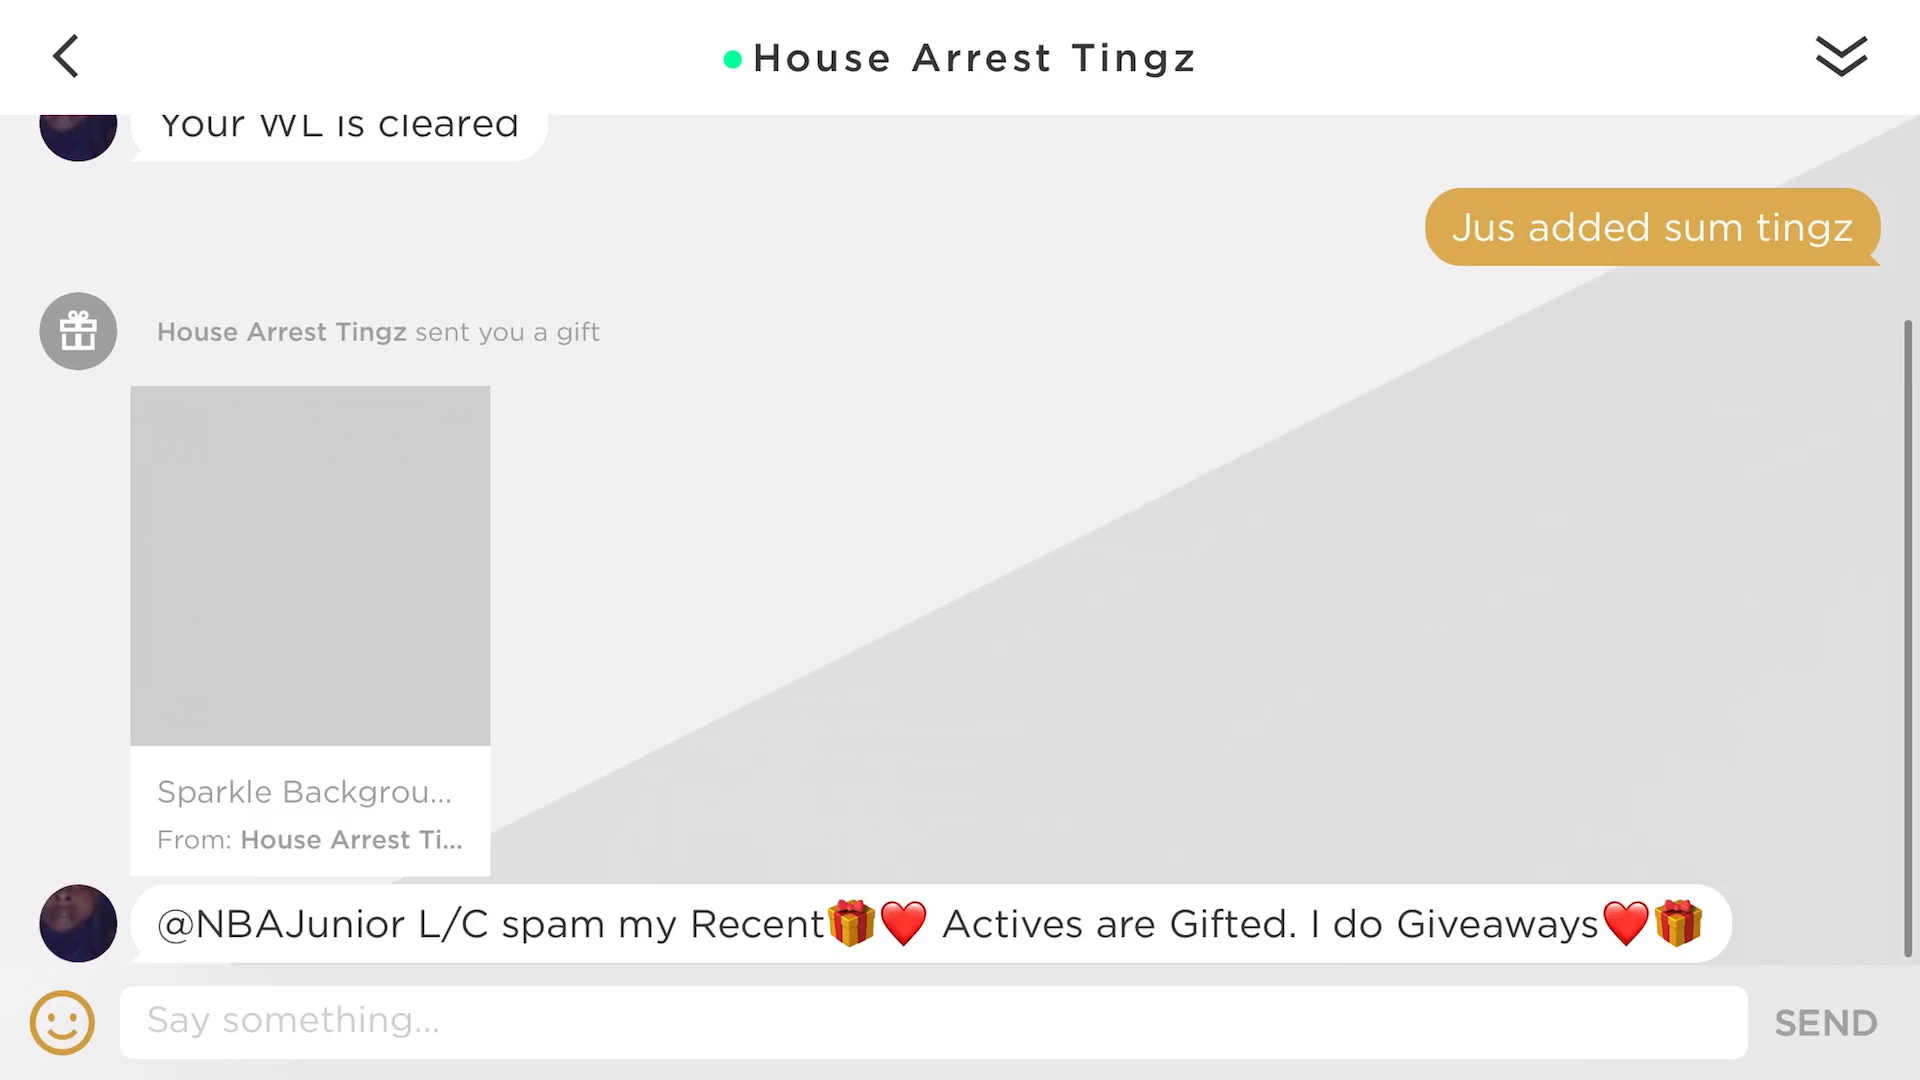 House Arrest Tingz
Your WL is cleared
Jus added sum tingz
House Arrest Tingz sent you a gift
Sparkle Backgrou...
From: House Arrest Ti...
@NBAJunior L/C spam my Recent🎁❤️ Actives are Gifted. I do Giveaways❤️🎁
Say something...
SEND